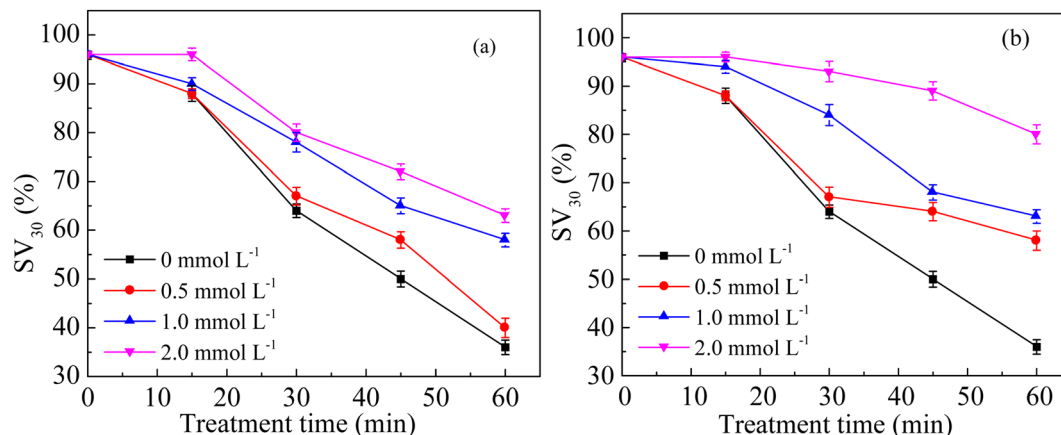 100
90
80
70
60
50
40
30
SV30 (%)
(a)
0 mmol L-1
0.5 mmol L-1
1.0 mmol L-1
2.0 mmol L-1
0 10 20 30 40 50 60
Treatment time (min)
100
90
80
70
60
50
40
30
SV30 (%)
(b)
0 mmol L-1
0.5 mmol L-1
1.0 mmol L-1
2.0 mmol L-1
0 10 20 30 40 50 60
Treatment time (min)